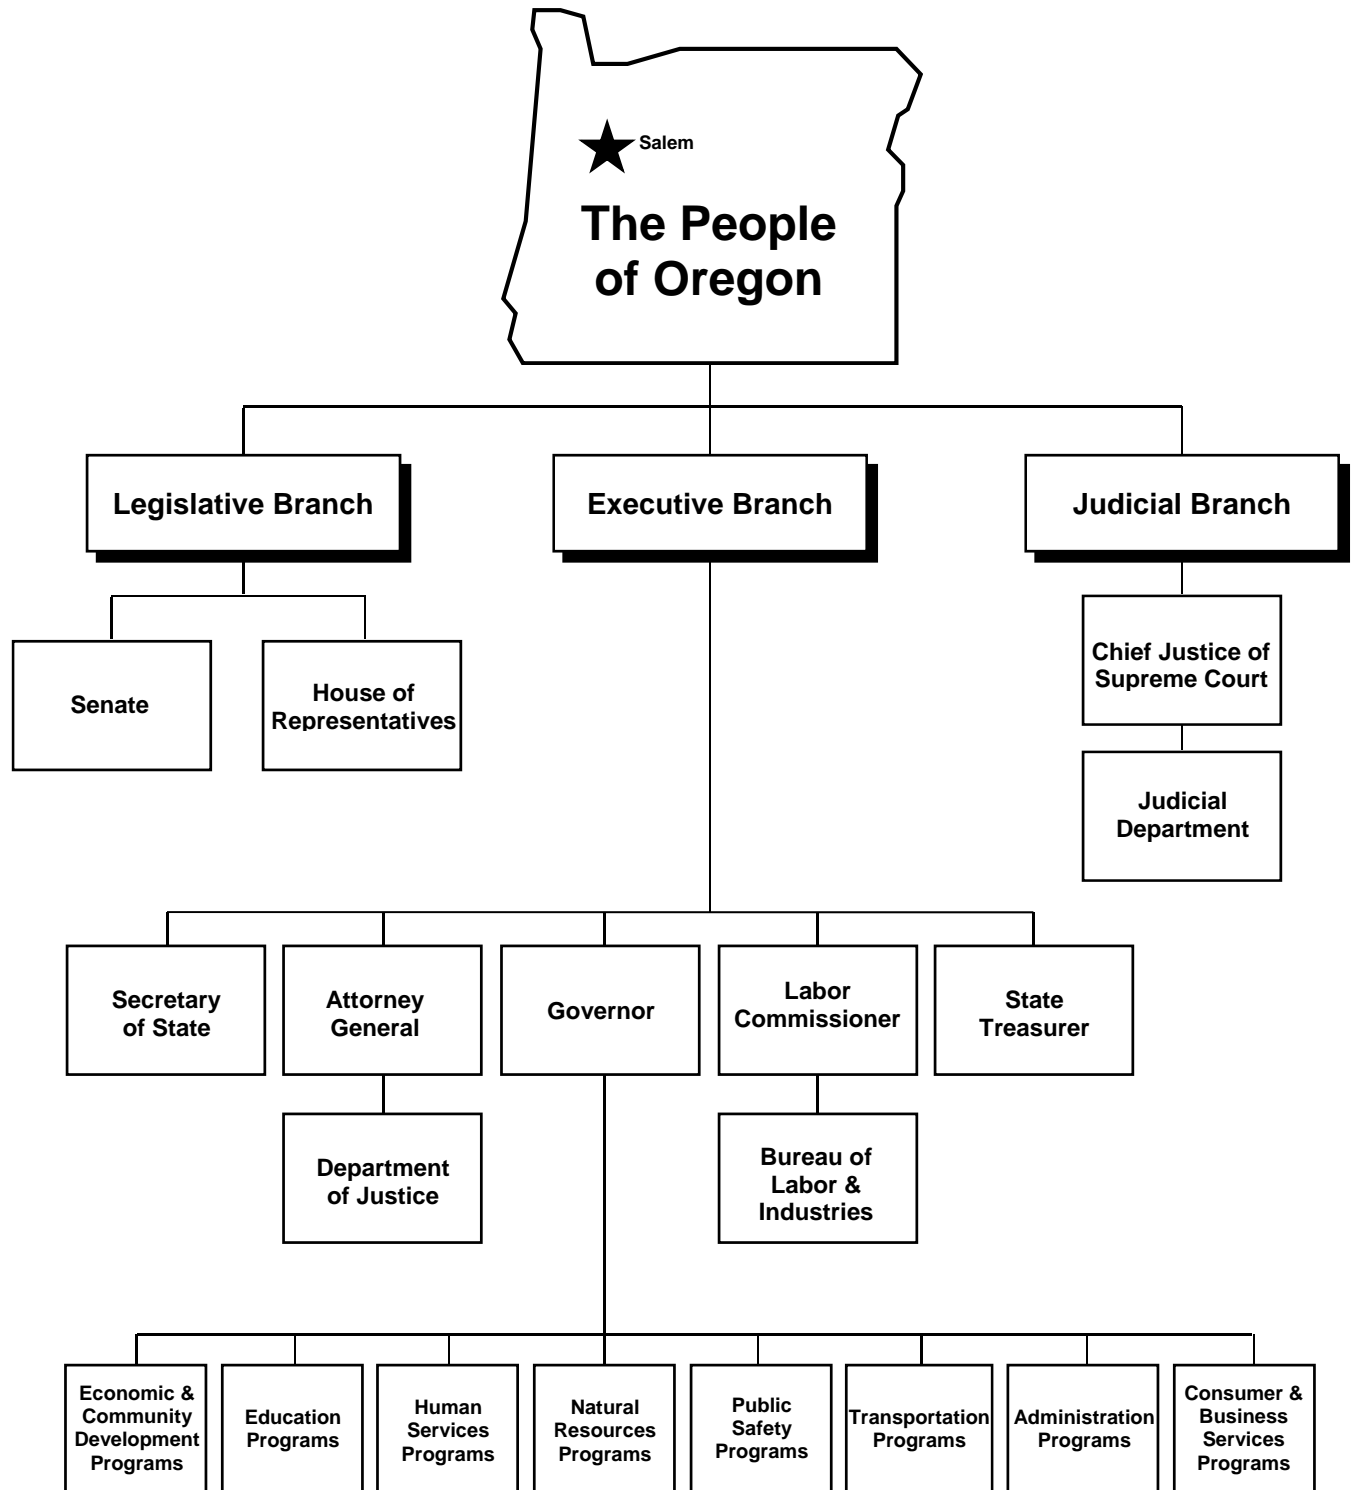 Salem
The People
of Oregon
Legislative Branch
Executive Branch
Judicial Branch
Senate
House of
Representatives
Chief Justice of
Supreme Court
Judicial
Department
Secretary
of State
Attorney
General
Governor
Labor
Commissioner
State
Treasurer
Department
of Justice
Bureau of
Labor &
Industries
Economic &
Community
Development
Programs
Education
Programs
Human
Services
Programs
Natural
Resources
Programs
Public
Safety
Programs
Transportation
Programs
Administration
Programs
Consumer &
Business
Services
Programs